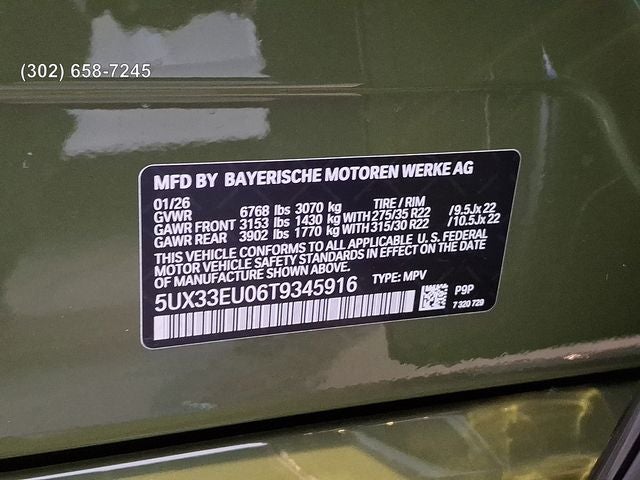 (302) 658-7245
MFD BY BAYERISCHE MOTOREN WERKE AG
01/26 TIRE / RIM
GVWR 6768 lbs 3070 kg
GAWR FRONT 3153 lbs 1430 kg WITH 275/35 R22 /9.5Jx22
GAWR REAR 3902 lbs 1770 kg WITH 315/30 R22 /10.5Jx22
THIS VEHICLE CONFORMS TO ALL APPLICABLE U.S. FEDERAL
MOTOR VEHICLE SAFETY STANDARDS IN EFFECT ON THE DATE
OF MANUFACTURE SHOWN ABOVE.
5UX33EU06T9345916 TYPE: MPV
P9P
7 320 729